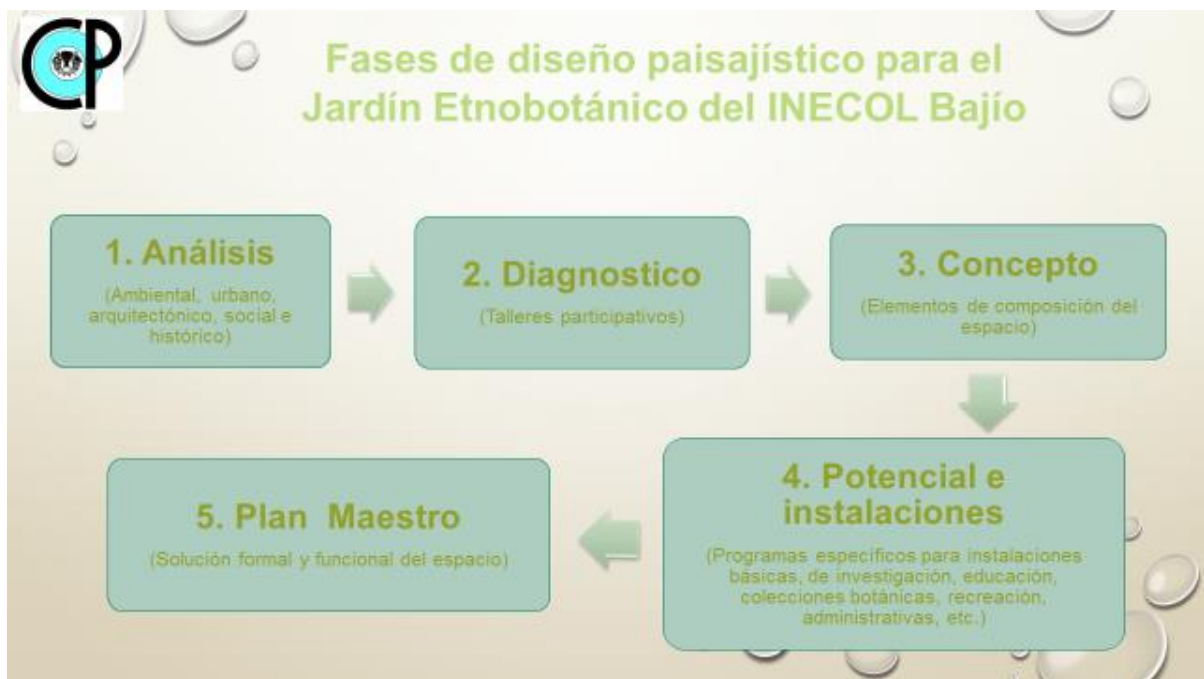 CP
Fases de diseño paisajístico para el
Jardín Etnobotánico del INECOL Bajío
1. Análisis
(Ambiental, urbano,
arquitectónico, social e
histórico)
2. Diagnostico
(Talleres participativos)
3. Concepto
(Elementos de composición del
espacio)
4. Potencial e
instalaciones
(Programas específicos para instalaciones
básicas, de investigación, educación,
colecciones botánicas, recreación,
administrativas, etc.)
5. Plan Maestro
(Solución formal y funcional del espacio)